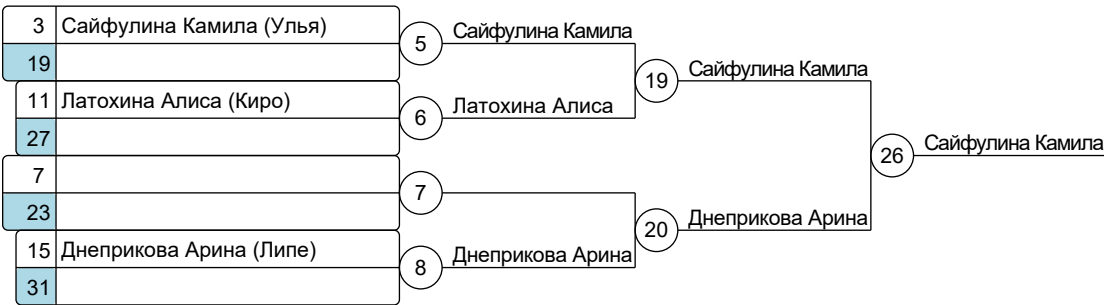 3 Сайфулина Камила (Улья)
19
11 Латохина Алиса (Киро)
27
7
23
15 Днеприкова Арина (Липе)
31
5 Сайфулина Камила
6 Латохина Алиса
7
8 Днеприкова Арина
19 Сайфулина Камила
20 Днеприкова Арина
26 Сайфулина Камила